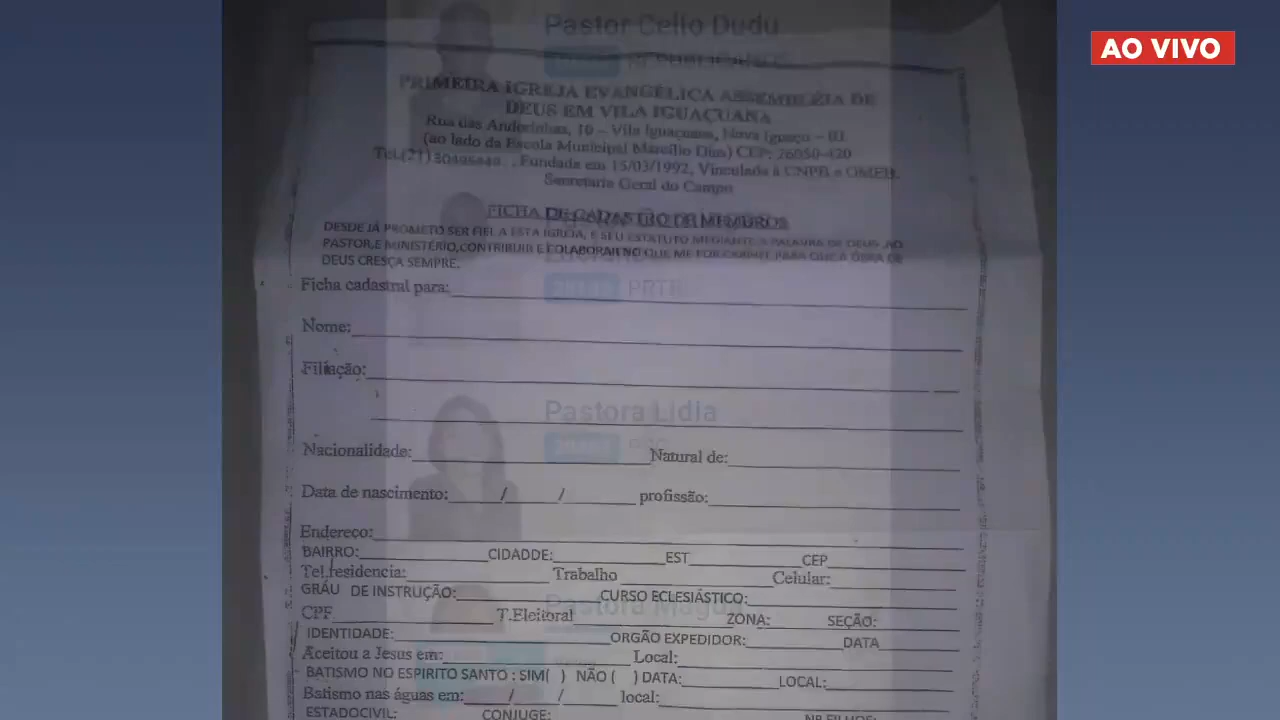 AO VIVO
Pastor Celio Dudu
PRIMEIRA IGREJA EVANGÉLICA ASSEMBLÉIA DE
DEUS EM VILA IGUAÇUANA
Rua das Andorinhas, 10 – Vila Iguaçuana, Nova Iguaçu – RJ
(ao lado da Escola Municipal Marcílio Dias) CEP: 26050-420
Tel.(21) Fundada em 15/03/1992, Vinculada à CNPB e OMEB.
Secretaria Geral do Campo
FICHA DE CADASTRO DE MEMBROS
DESDE JÁ PROMETO SER FIEL A ESTA IGREJA, E SEU ESTATUTO MEDIANTE A PALAVRA DE DEUS, AO
PASTOR,E MINISTÉRIO,CONTRIBUIR E COLABORAR NO QUE ME FOR PARA QUE A OBRA DE
DEUS CRESÇA SEMPRE.
Ficha cadastral para:
PRTB
Nome:
Filiação:
Pastora Lidia
Nacionalidade: Natural de:
Data de nascimento: / / profissão:
Endereço:
BAIRRO: CIDADDE: EST CEP
Tel.residencia: Trabalho Celular:
GRÁU DE INSTRUÇÃO: CURSO ECLESIÁSTICO:
Pastora
CPF T.Eleitoral ZONA: SEÇÃO:
IDENTIDADE: ORGÃO EXPEDIDOR: DATA
Aceitou a Jesus em: Local:
BATISMO NO ESPIRITO SANTO : SIM( ) NÃO ( ) DATA: LOCAL:
Batismo nas águas em: / / local:
ESTADOCIVIL: CONJUGE: NR FILHOS: